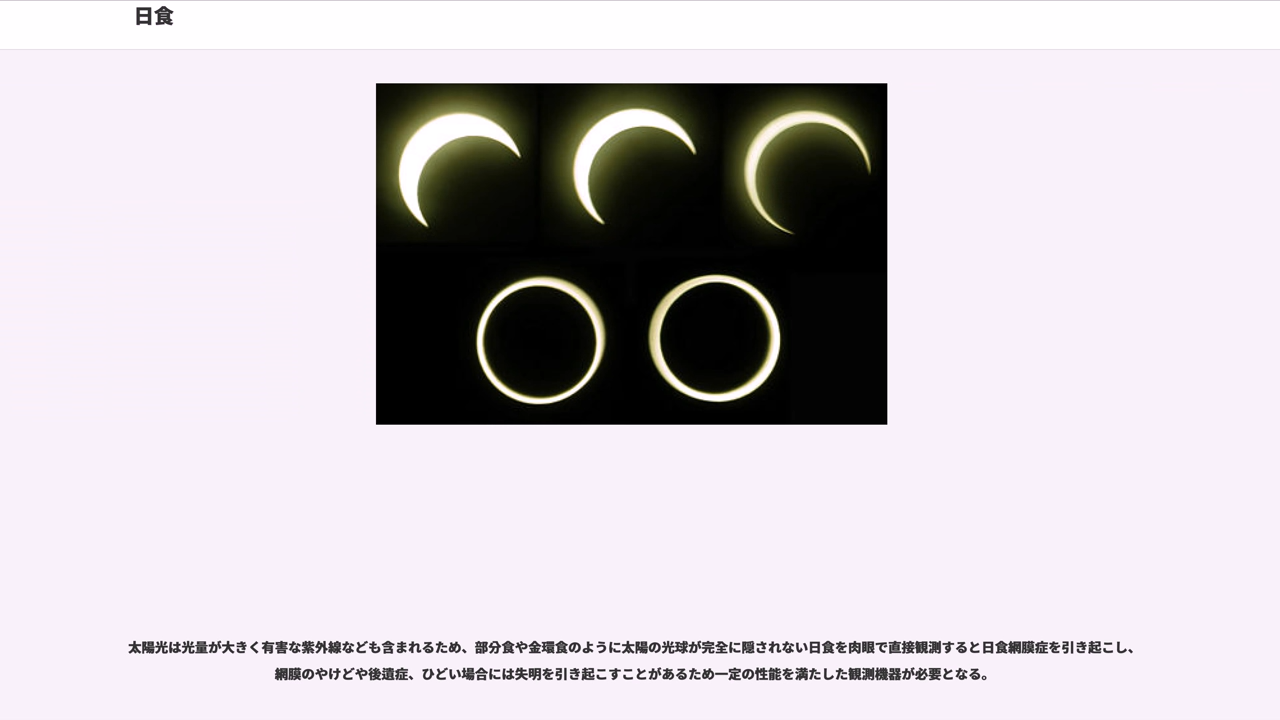 日食
太陽光は光量が大きく有害な紫外線なども含まれるため、部分食や金環食のように太陽の光球が完全に隠されない日食を肉眼で直接観測すると日食網膜症を引き起こし、
網膜のやけどや後遺症、ひどい場合には失明を引き起こすことがあるため一定の性能を満たした観測機器が必要となる。